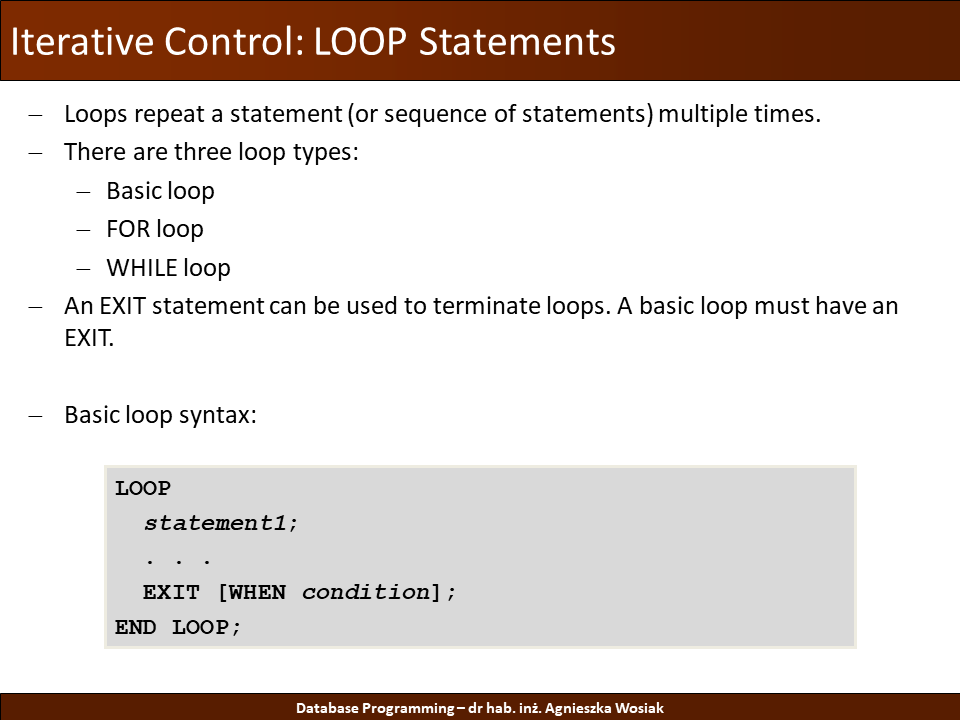 Iterative Control: LOOP Statements
– Loops repeat a statement (or sequence of statements) multiple times.
– There are three loop types:
– Basic loop
– FOR loop
– WHILE loop
– An EXIT statement can be used to terminate loops. A basic loop must have an
EXIT.
– Basic loop syntax:
LOOP
statement1;
. . .
EXIT [WHEN condition];
END LOOP;
Database Programming – dr hab. inż. Agnieszka Wosiak